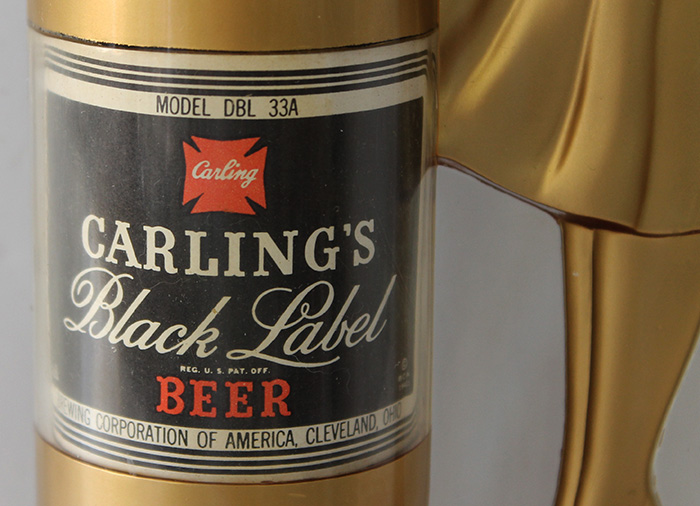 MODEL DBL 33A
Carling
CARLING'S
Black Label
REG. U. S. PAT. OFF.
BEER
CORPORATION OF AMERICA, CLEVELAND, OHIO